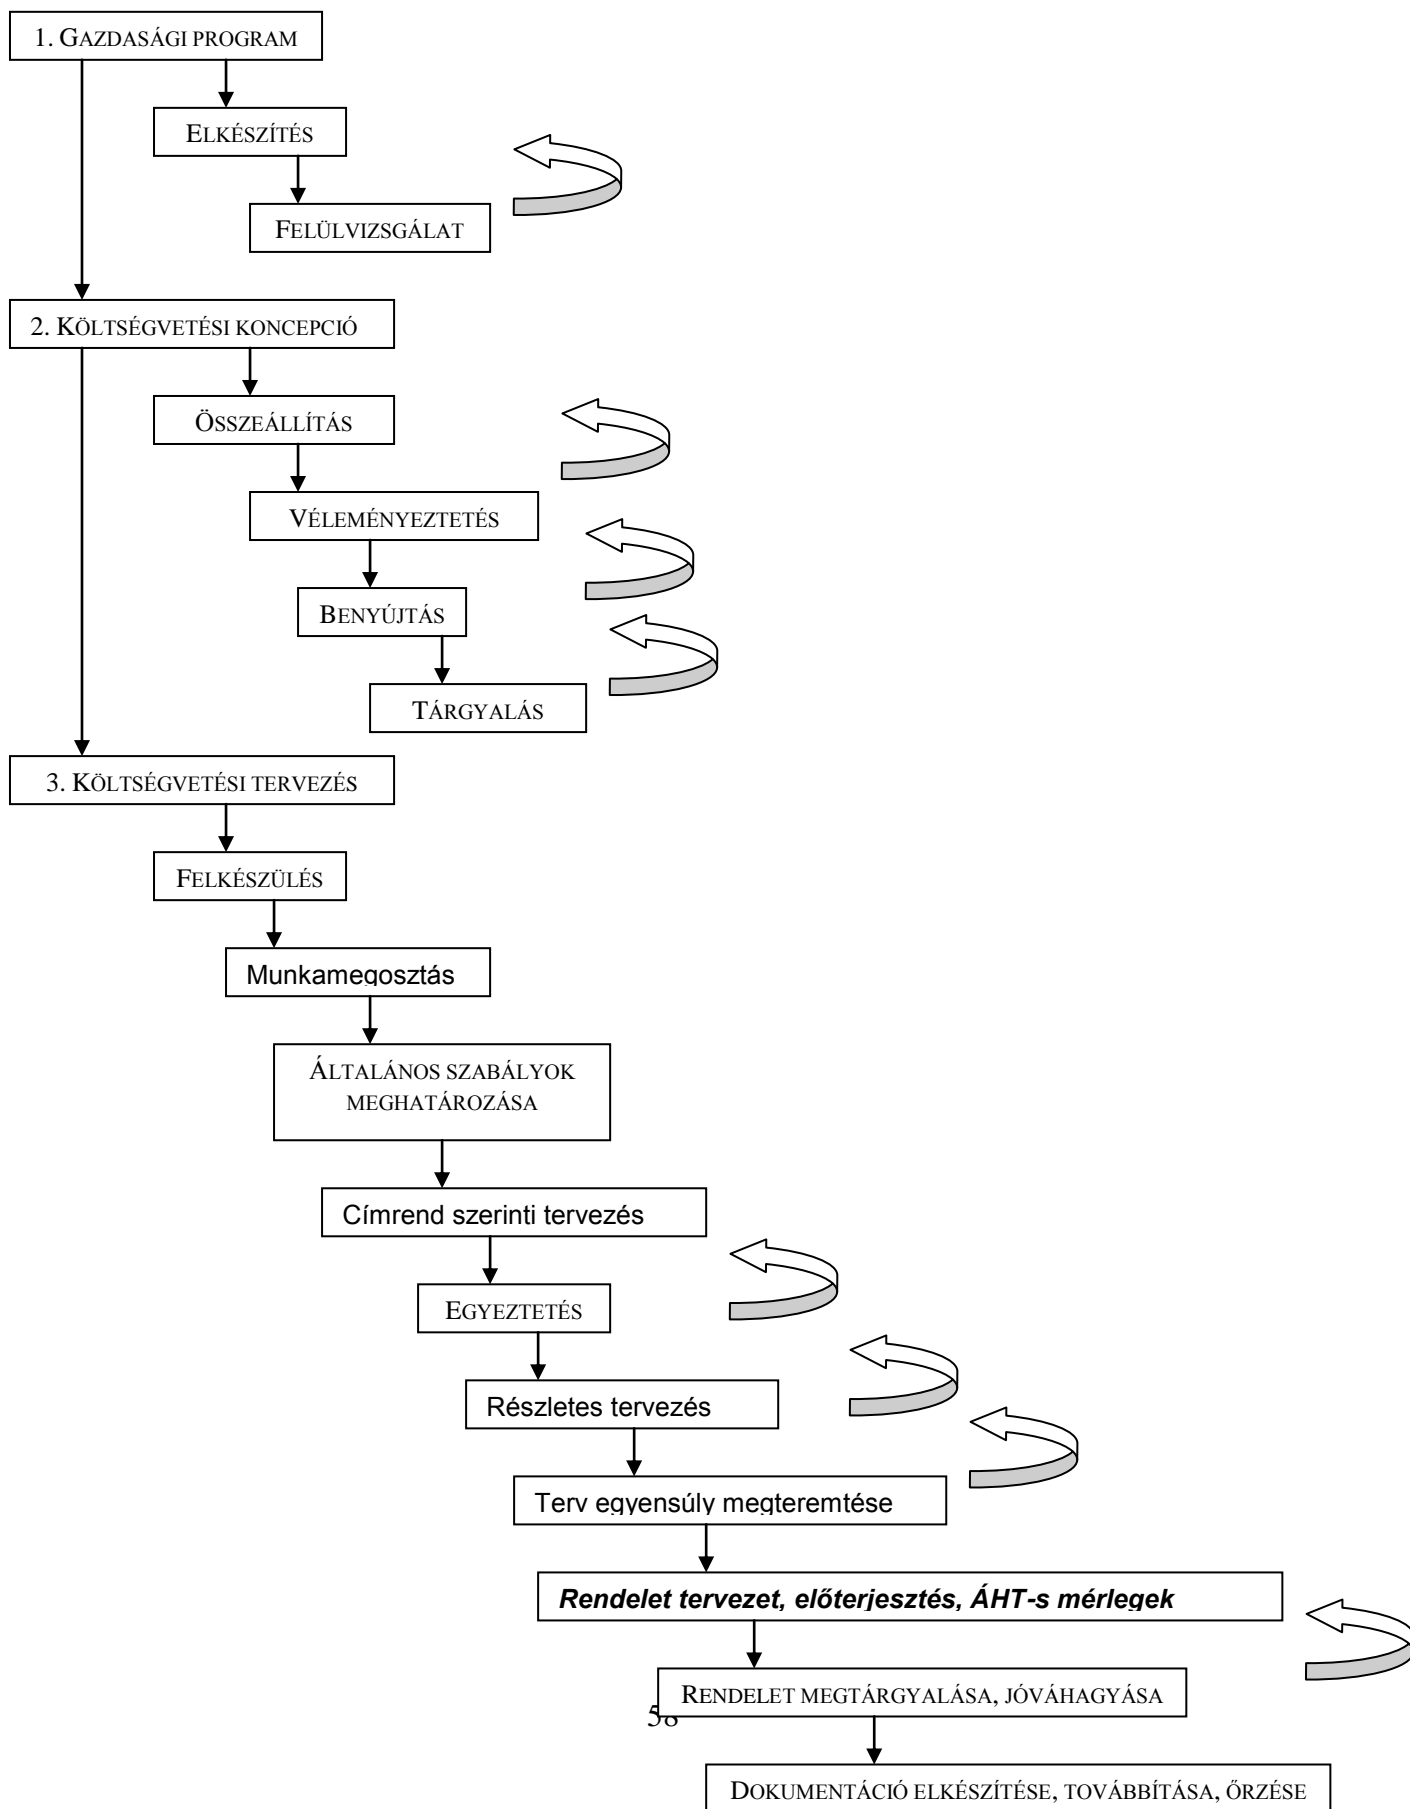 1. GAZDASÁGI PROGRAM
ELKÉSZÍTÉS
FELÜLVIZSGÁLAT
2. KÖLTSÉGVETÉSI KONCEPCIÓ
ÖSSZEÁLLÍTÁS
VÉLEMÉNYEZTETÉS
BENYÚJTÁS
TÁRGYALÁS
3. KÖLTSÉGVETÉSI TERVEZÉS
FELKÉSZÜLÉS
Munkamegosztás
ÁLTALÁNOS SZABÁLYOK
MEGHATÁROZÁSA
Címrend szerinti tervezés
EGYEZTETÉS
Részletes tervezés
Terv egyensúly megteremtése
Rendelet tervezet, előterjesztés, ÁHT-s mérlegek
RENDELET MEGTÁRGYALÁSA, JÓVÁHAGYÁSA
58
DOKUMENTÁCIÓ ELKÉSZÍTÉSE, TOVÁBBÍTÁSA, ŐRZÉSE